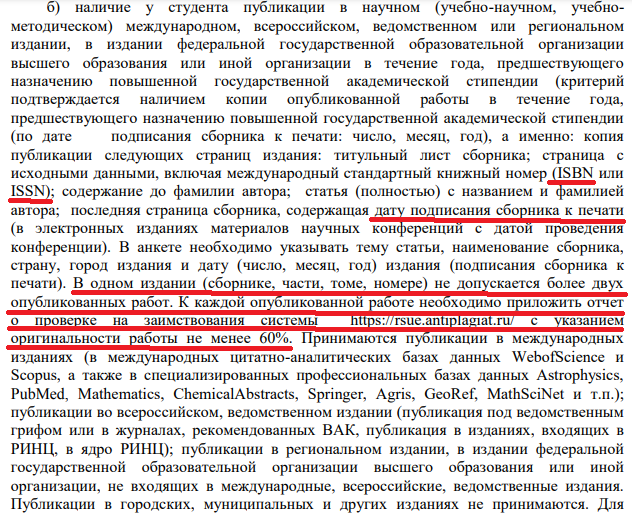 б) наличие у студента публикации в научном (учебно-научном, учебно-
методическом) международном, всероссийском, ведомственном или региональном
издании, в издании федеральной государственной образовательной организации
высшего образования или иной организации в течение года, предшествующего
назначению повышенной государственной академической стипендии (критерий
подтверждается наличием копии опубликованной работы в течение года,
предшествующего назначению повышенной государственной академической стипендии
(по дате подписания сборника к печати: число, месяц, год), а именно: копия
публикации следующих страниц издания: титульный лист сборника; страница с
исходными данными, включая международный стандартный книжный номер (ISBN или
ISSN); содержание до фамилии автора; статья (полностью) с названием и фамилией
автора; последняя страница сборника, содержащая дату подписания сборника к печати
(в электронных изданиях материалов научных конференций с датой проведения
конференции). В анкете необходимо указывать тему статьи, наименование сборника,
страну, город издания и дату (число, месяц, год) издания (подписания сборника к
печати). В одном издании (сборнике, части, томе, номере) не допускается более двух
опубликованных работ. К каждой опубликованной работе необходимо приложить отчет
о проверке на заимствования системы https://rsue.antiplagiat.ru/ с указанием
оригинальности работы не менее 60%. Принимаются публикации в международных
изданиях (в международных цитатно-аналитических базах данных WebofScience и
Scopus, а также в специализированных профессиональных базах данных Astrophysics,
PubMed, Mathematics, ChemicalAbstracts, Springer, Agris, GeoRef, MathSciNet и т.п.);
публикации во всероссийском, ведомственном издании (публикация под ведомственным
грифом или в журналах, рекомендованных ВАК, публикация в изданиях, входящих в
РИНЦ, в ядро РИНЦ); публикации в региональном издании, в издании федеральной
государственной образовательной организации высшего образования или иной
организации, не входящих в международные, всероссийские, ведомственные издания.
Публикации в городских, муниципальных и других изданиях не принимаются. Для